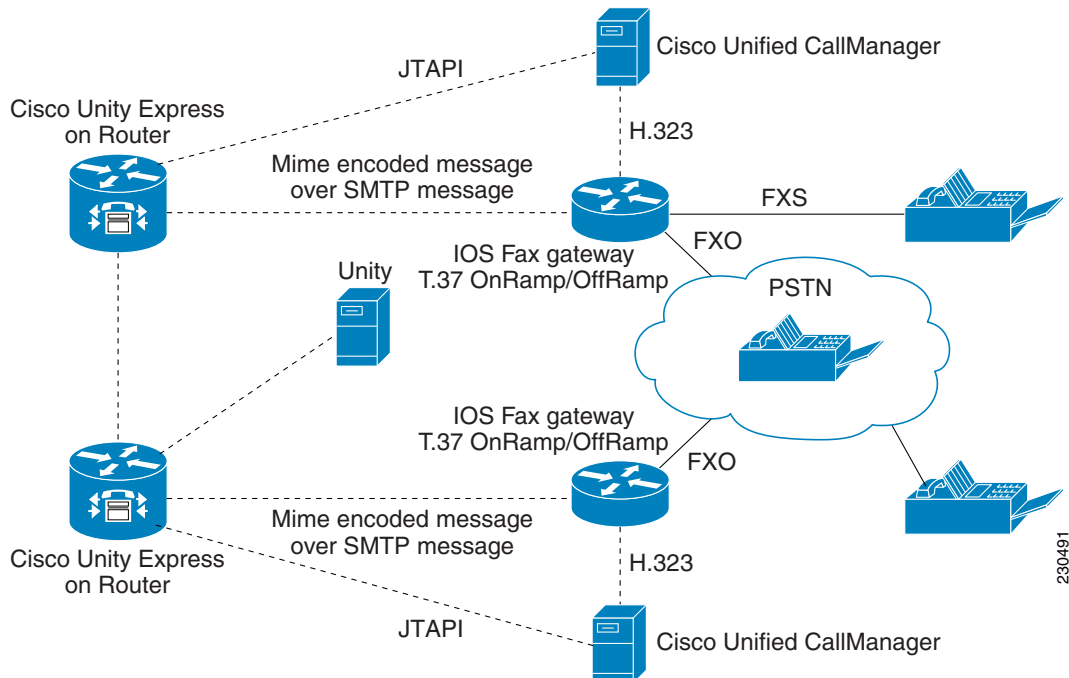 Cisco Unified CallManager
JTAPI
Cisco Unity Express
on Router
H.323
Mime encoded message
over SMTP message
FXS
FXO
IOS Fax gateway
T.37 OnRamp/OffRamp
Unity
PSTN
IOS Fax gateway
T.37 OnRamp/OffRamp
FXO
Mime encoded message
over SMTP message
Cisco Unity Express
on Router
H.323
230491
JTAPI
Cisco Unified CallManager